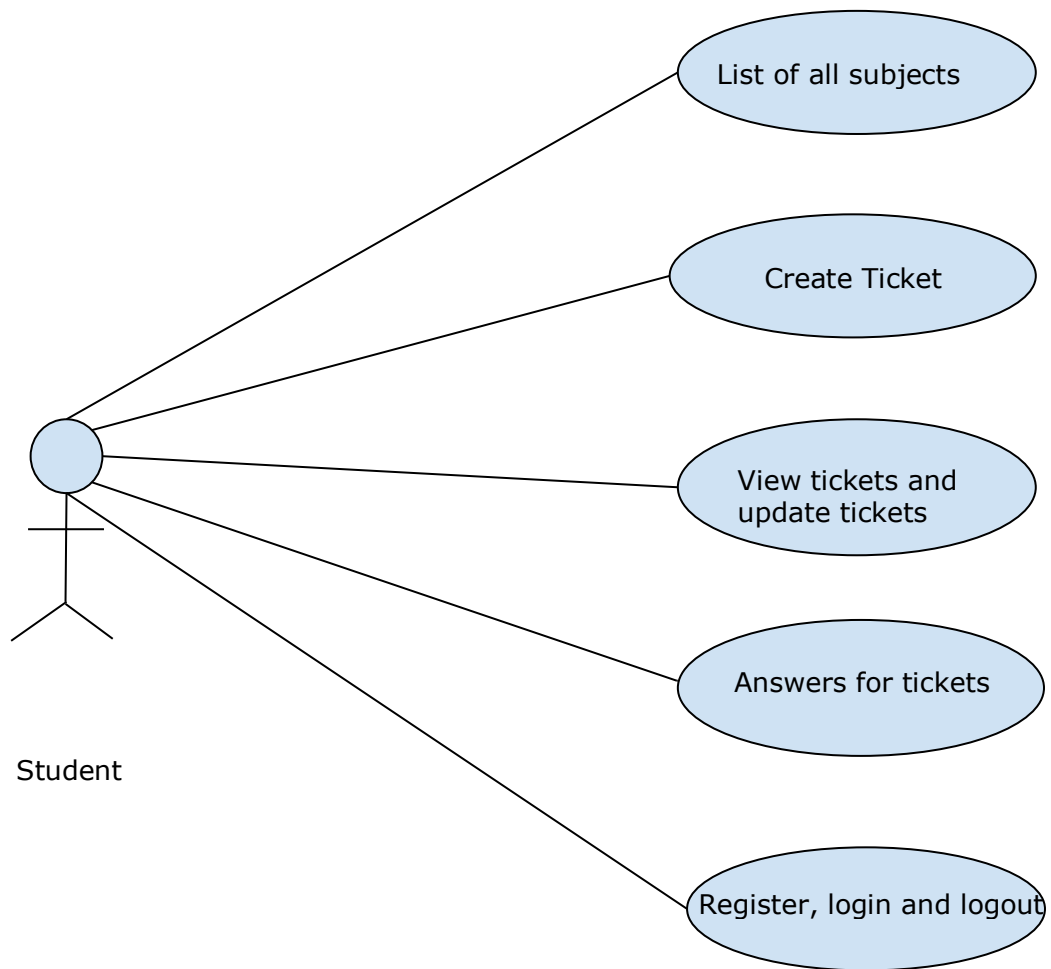 List of all subjects
Create Ticket
View tickets and
update tickets
Answers for tickets
Student
Register, login and logout